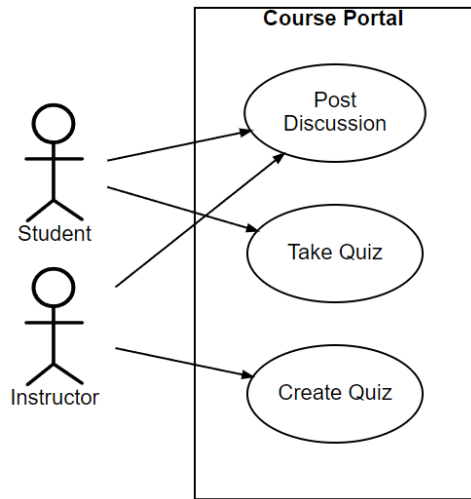 Course Portal
Post
Discussion
Student
Take Quiz
Instructor
Create Quiz